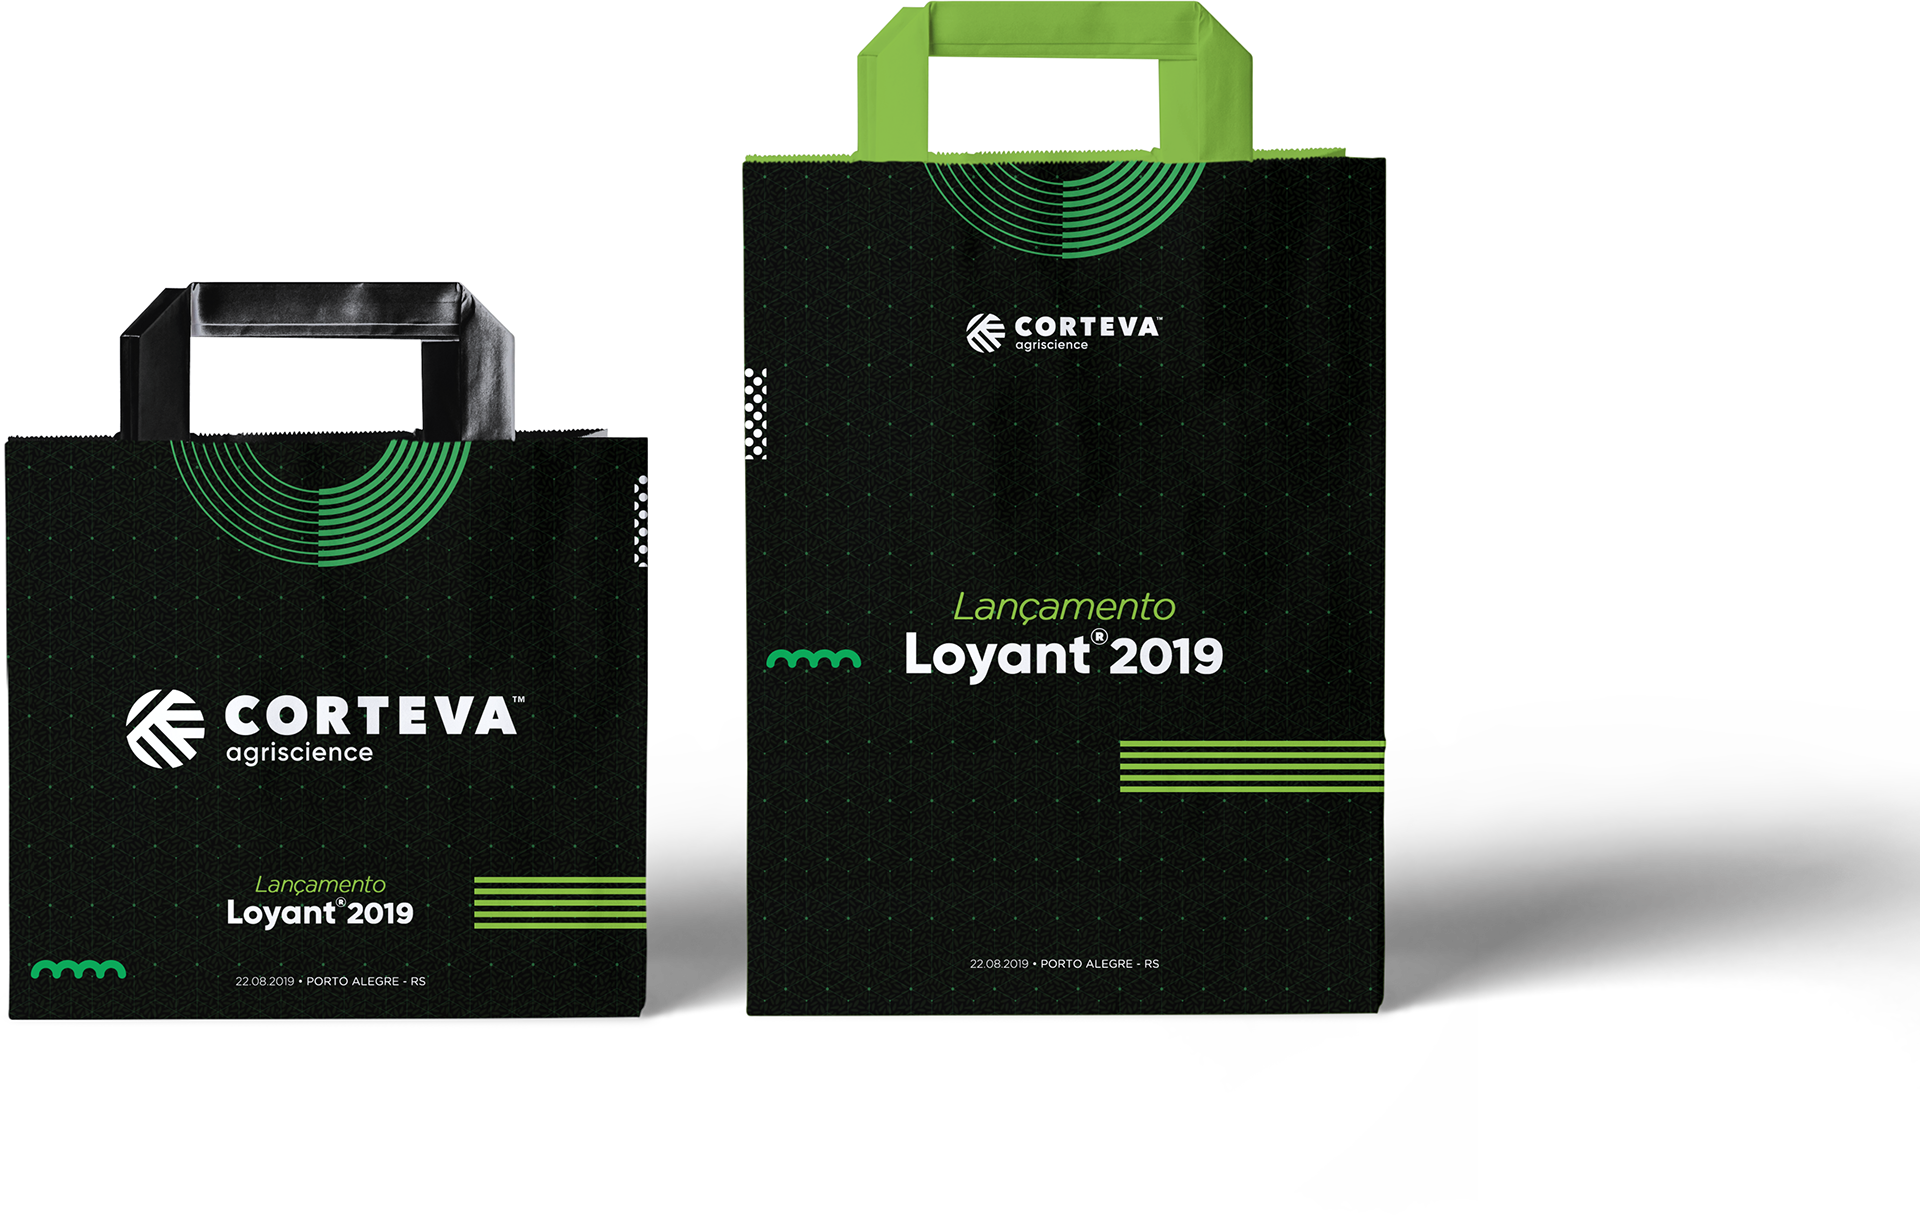 CORTEVA™
agriscience
Lançamento
Loyant®2019
22.08.2019 • PORTO ALEGRE - RS
CORTEVA™
agriscience
Lançamento
Loyant®2019
22.08.2019 • PORTO ALEGRE - RS